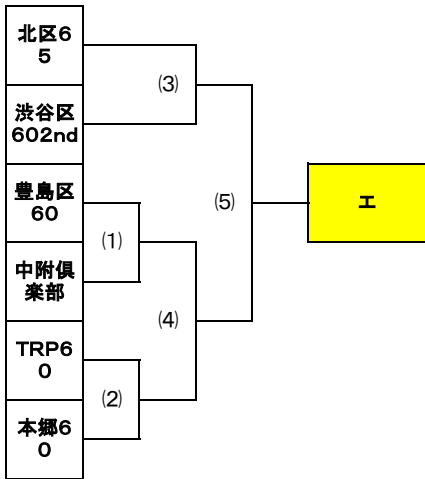 北区６
５
(3)
渋谷区
６０２nd
豊島区
６０
(5)
エ
(1)
中附倶
楽部
(4)
TRP６
０
(2)
本郷６
０